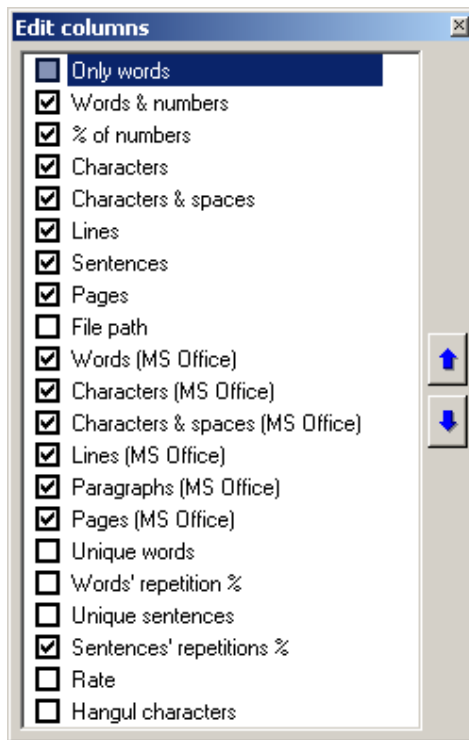 Edit columns
Only words
Words & numbers
% of numbers
Characters
Characters & spaces
Lines
Sentences
Pages
File path
Words (MS Office)
Characters (MS Office)
Characters & spaces (MS Office)
Lines (MS Office)
Paragraphs (MS Office)
Pages (MS Office)
Unique words
Words' repetition %
Unique sentences
Sentences' repetitions %
Rate
Hangul characters